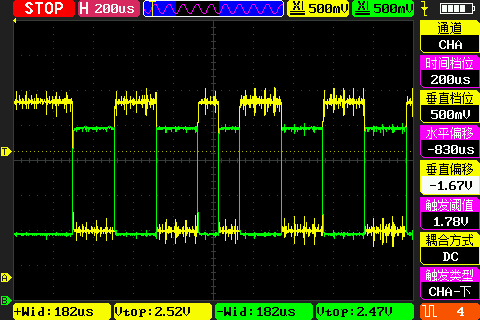 STOP
H 200us
X1 500mV
X1 500mV
通道
CHA
时间档位
200us
垂直档位
500mV
水平偏移
-830us
垂直偏移
-1.67V
触发阈值
1.78V
耦合方式
DC
触发类型
CHA-下
T
A
B
+Wid:182us
Vtop:2.52V
-Wid:182us
Vtop:2.47V
4